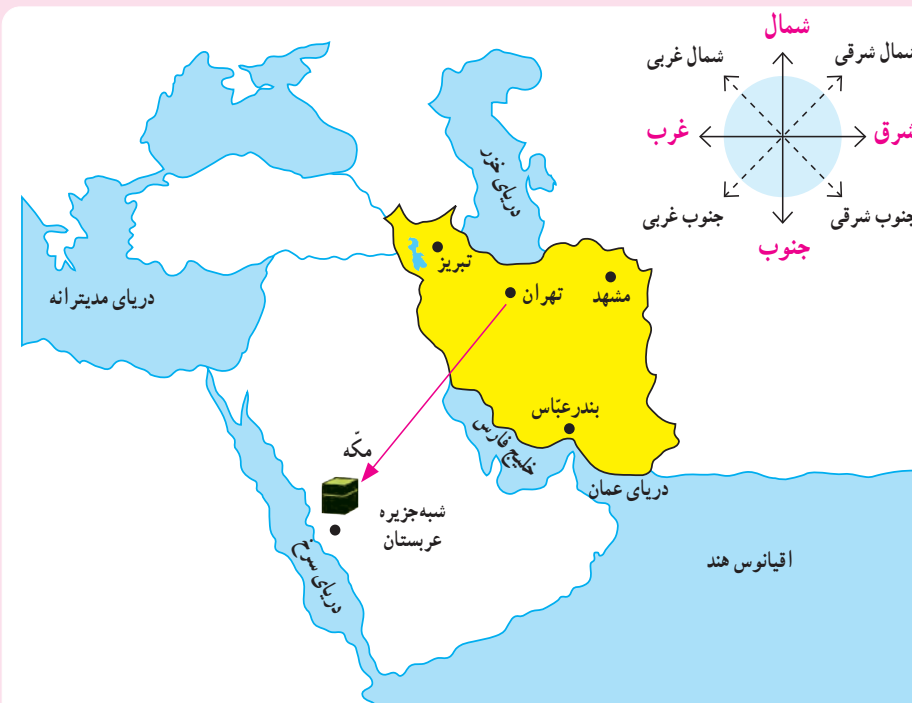 شمال
شمال شرقی
شمال غربی
شرق
غرب
جنوب شرقی
جنوب غربی
جنوب
دریای خزر
تبریز
تهران
مشهد
دریای مدیترانه
بندرعبّاس
خلیج فارس
مکّه
دریای عمان
شبه‌جزیره
عربستان
اقیانوس هند
دریای سرخ